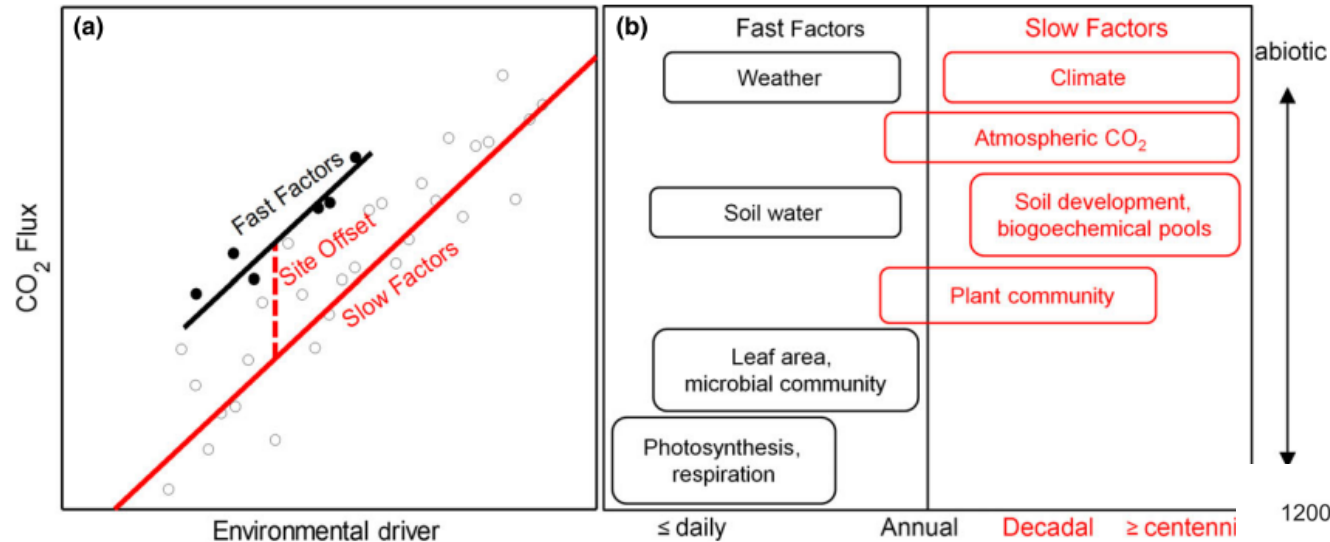 (a)
CO2 Flux
Fast Factors
Site Offset
Slow Factors
Environmental driver
(b)
Fast Factors
Slow Factors
abiotic
Weather
Climate
Atmospheric CO2
Soil water
Soil development,
biogoechemical pools
Plant community
Leaf area,
microbial community
Photosynthesis,
respiration
≤ daily
Annual
Decadal
≥ centenni
1200